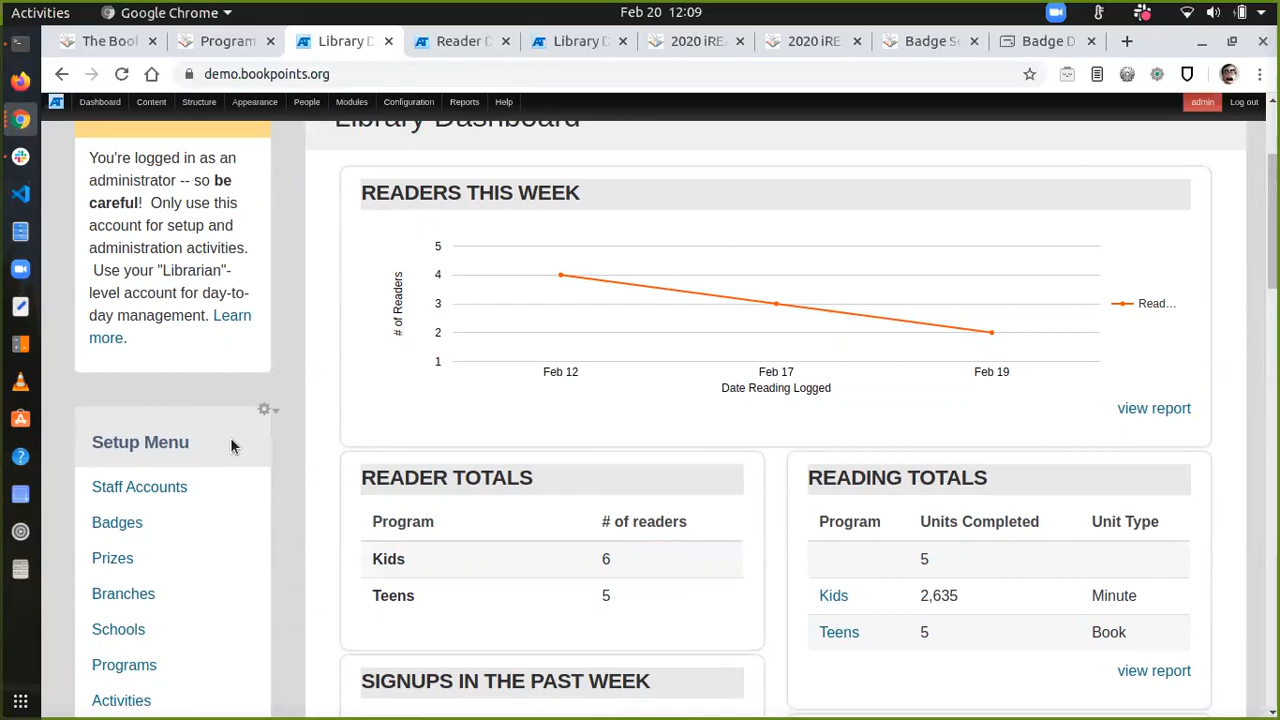 Activities
Google Chrome
Feb 20 12:09
The Bool
Program
Library D
Reader D
Library D
2020 iRE
2020 iRE
Badge Se
Badge D
demo.bookpoints.org
Dashboard
Content
Structure
Appearance
People
Modules
Configuration
Reports
Help
admin
Log out
Library Dashboard
You're logged in as an
administrator -- so be
careful! Only use this
account for setup and
administration activities.
Use your "Librarian"-
level account for day-to-
day management. Learn
more.
Setup Menu
Staff Accounts
Badges
Prizes
Branches
Schools
Programs
Activities
READERS THIS WEEK
5
4
3
2
1
# of Readers
Feb 12
Feb 17
Feb 19
Date Reading Logged
Read...
view report
READER TOTALS
Program # of readers
Kids 6
Teens 5
SIGNUPS IN THE PAST WEEK
READING TOTALS
Program Units Completed Unit Type
5
Kids 2,635 Minute
Teens 5 Book
view report